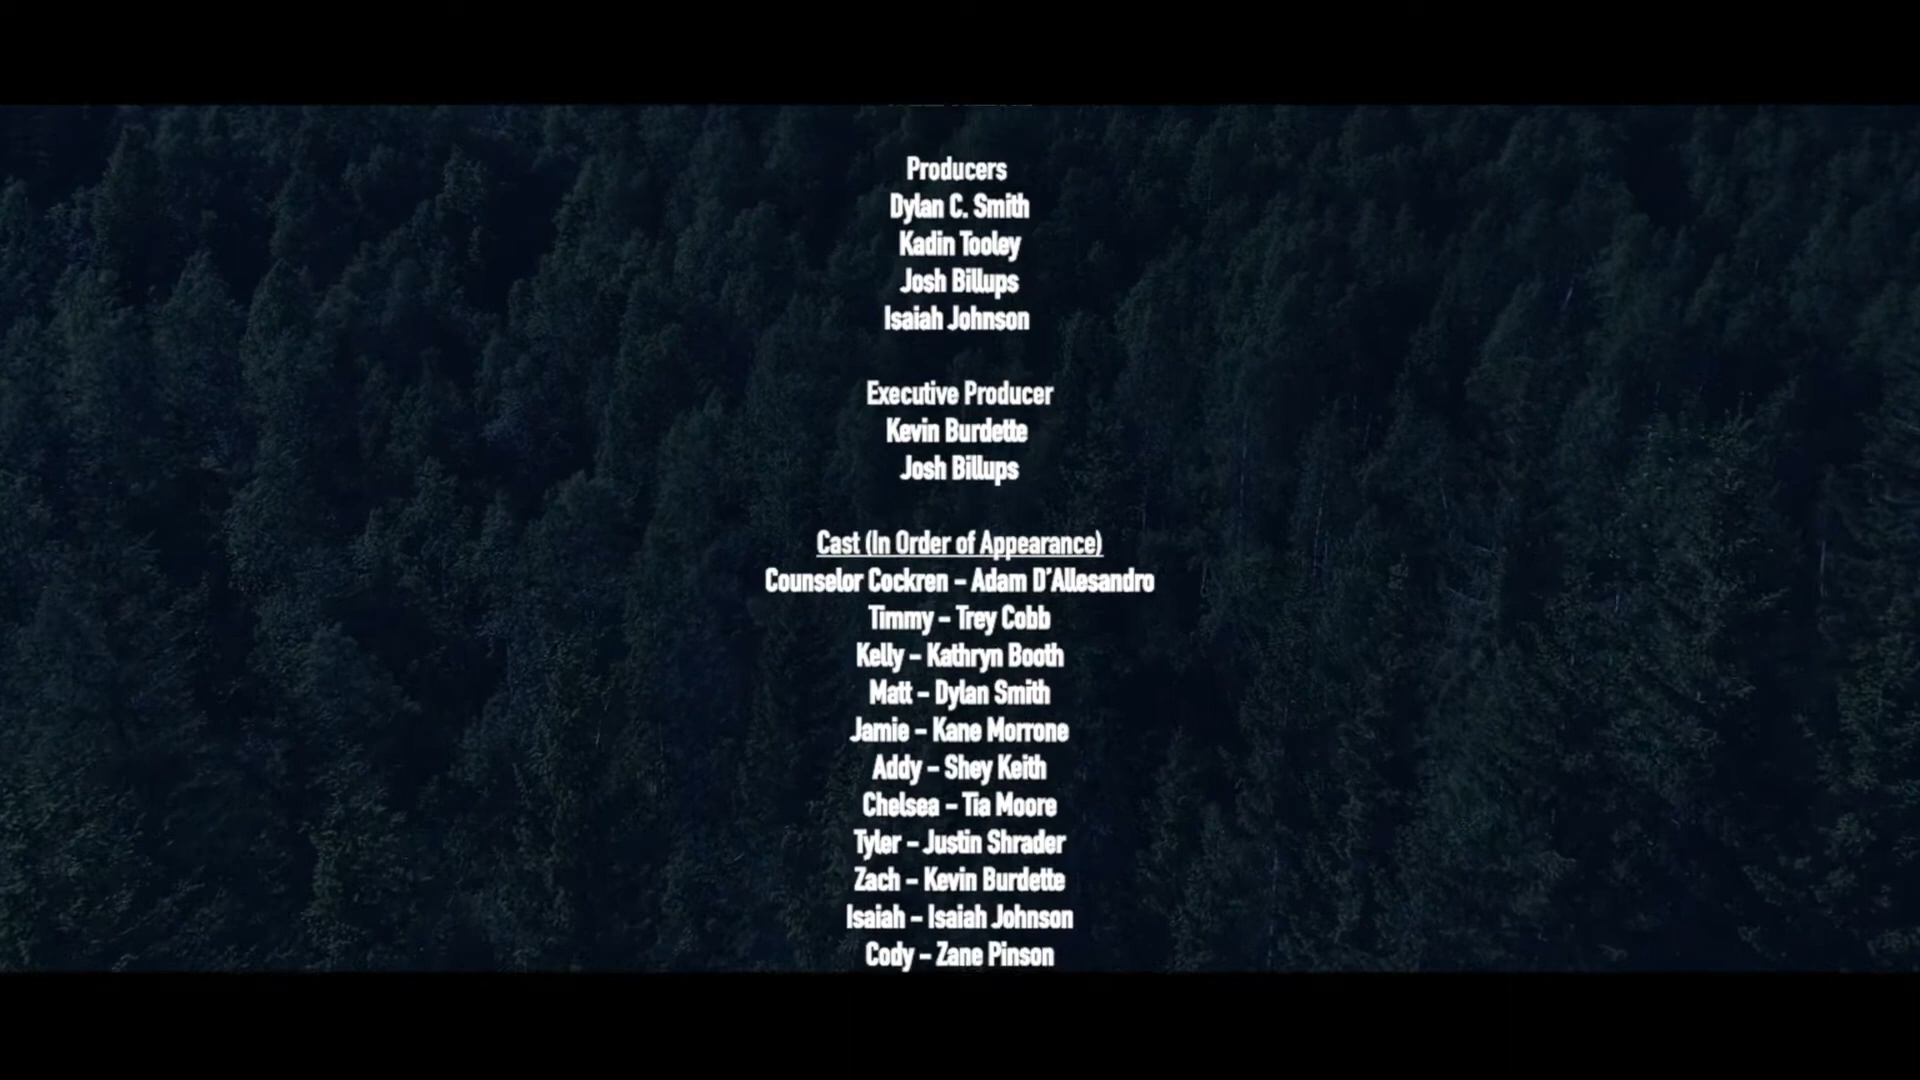 Producers
Dylan C. Smith
Kadin Tooley
Josh Billups
Isaiah Johnson
Executive Producer
Kevin Burdette
Josh Billups
Cast (In Order of Appearance)
Counselor Cockren - Adam D'Allesandro
Timmy - Trey Cobb
Kelly - Kathryn Booth
Matt - Dylan Smith
Jamie - Kane Morrone
Addy - Shey Keith
Chelsea - Tia Moore
Tyler - Justin Shrader
Zach - Kevin Burdette
Isaiah - Isaiah Johnson
Cody - Zane Pinson